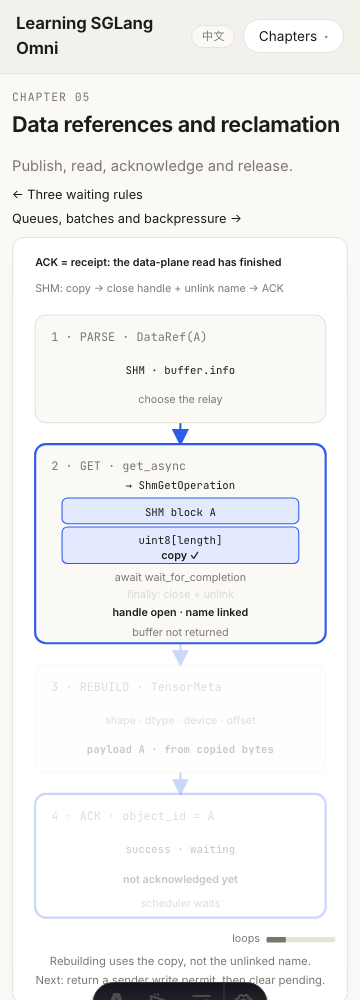 Learning SGLang
Omni
中文
Chapters
CHAPTER 05
Data references and reclamation
Publish, read, acknowledge and release.
← Three waiting rules
Queues, batches and backpressure →
ACK = receipt: the data-plane read has finished
SHM: copy → close handle + unlink name → ACK
1 · PARSE · DataRef(A)
SHM · buffer.info
choose the relay
2 · GET · get_async
→ ShmGetOperation
SHM block A
uint8[length]
copy ✓
await wait_for_completion
finally: close + unlink
handle open · name linked
buffer not returned
3 · REBUILD · TensorMeta
shape · dtype · device · offset
payload A · from copied bytes
4 · ACK · object_id = A
success · waiting
not acknowledged yet
scheduler waits
loops
Rebuilding uses the copy, not the unlinked name.
Next: return a sender write permit, then clear pending.